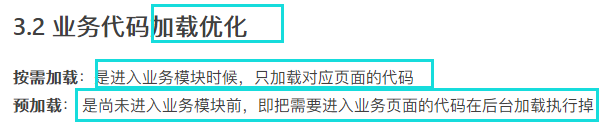 3.2 业务代码加载优化
按需加载：是进入业务模块时候，只加载对应页面的代码
预加载：是尚未进入业务模块前，即把需要进入业务页面的代码在后台加载执行掉